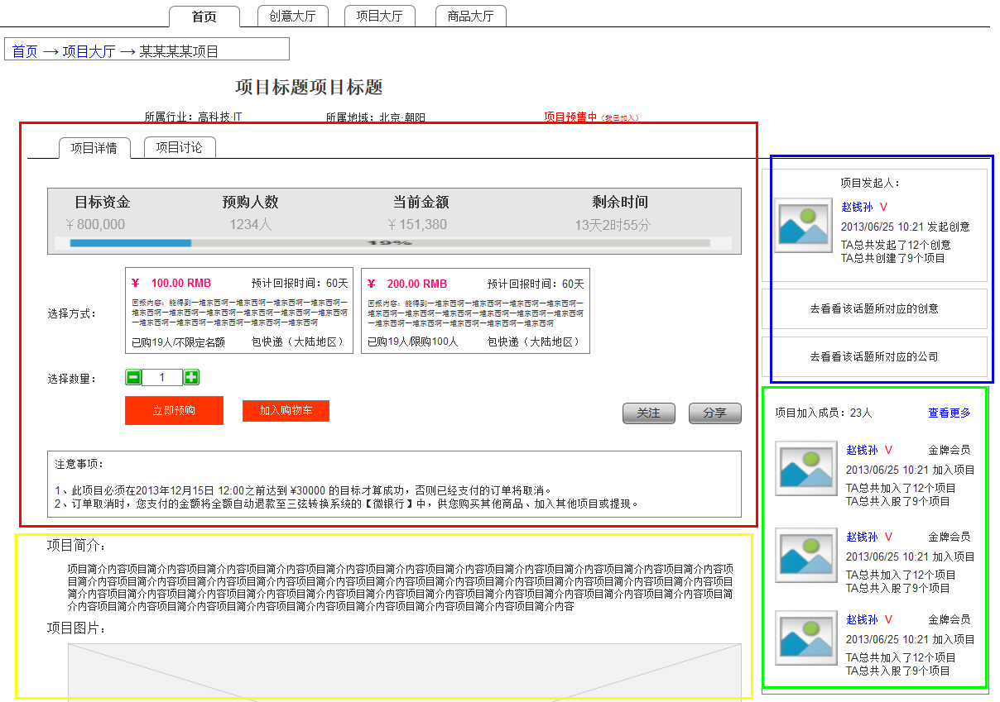 首页 创意大厅 项目大厅 商品大厅
首页 → 项目大厅 → 某某某某项目
项目标题项目标题
所属行业：高科技·IT 所属地域：北京·朝阳 项目预售中（我已加入）
项目详情 项目讨论
目标资金 预购人数 当前金额 剩余时间
￥800,000 1234人 ￥151,380 13天2时55分
19%
选择方式：
¥ 100.00 RMB 预计回报时间：60天
回报内容：能得到一堆东西啊一堆东西啊一堆东西啊一堆东西啊一
堆东西啊一堆东西啊一堆东西啊一堆东西啊一堆东西啊一堆东西啊
一堆东西啊一堆东西啊一堆东西啊一堆东西啊一堆东西啊
已购19人/不限定名额 包快递（大陆地区）
¥ 200.00 RMB 预计回报时间：60天
回报内容：能得到一堆东西啊一堆东西啊一堆东西啊一堆东西啊一
堆东西啊一堆东西啊一堆东西啊一堆东西啊一堆东西啊一堆东西啊
一堆东西啊一堆东西啊一堆东西啊一堆东西啊一堆东西啊
已购19人/限购100人 包快递（大陆地区）
选择数量： 1
立即预购 加入购物车 关注 分享
注意事项：
1、此项目必须在2013年12月15日 12:00之前达到 ¥30000 的目标才算成功，否则已经支付的订单将取消。
2、订单取消时，您支付的金额将全额自动退款至三弦转换系统的【微银行】中，供您购买其他商品、加入其他项目或提现。
项目简介：
项目简介内容项目简介内容项目简介内容项目简介内容项目简介内容项目简介内容项目简介内容项目简介内容项目简介内容项目简介内容项目简介内容项
目简介内容项目简介内容项目简介内容项目简介内容项目简介内容项目简介内容项目简介内容项目简介内容项目简介内容项目简介内容项目简介内容项目
简介内容项目简介内容项目简介内容项目简介内容项目简介内容项目简介内容项目简介内容项目简介内容项目简介内容项目简介内容项目简介内容项目简
介内容项目简介内容项目简介内容项目简介内容项目简介内容项目简介内容项目简介内容项目简介内容项目简介内容
项目图片：
项目发起人：
赵钱孙 V
2013/06/25 10:21 发起创意
TA总共发起了12个创意
TA总共创建了9个项目
去看看该话题所对应的创意
去看看该话题所对应的公司
项目加入成员：23人 查看更多
赵钱孙 V 金牌会员
2013/06/25 10:21 加入项目
TA总共加入了12个项目
TA总共入股了9个项目
赵钱孙 V 金牌会员
2013/06/25 10:21 加入项目
TA总共加入了12个项目
TA总共入股了9个项目
赵钱孙 V 金牌会员
2013/06/25 10:21 加入项目
TA总共加入了12个项目
TA总共入股了9个项目